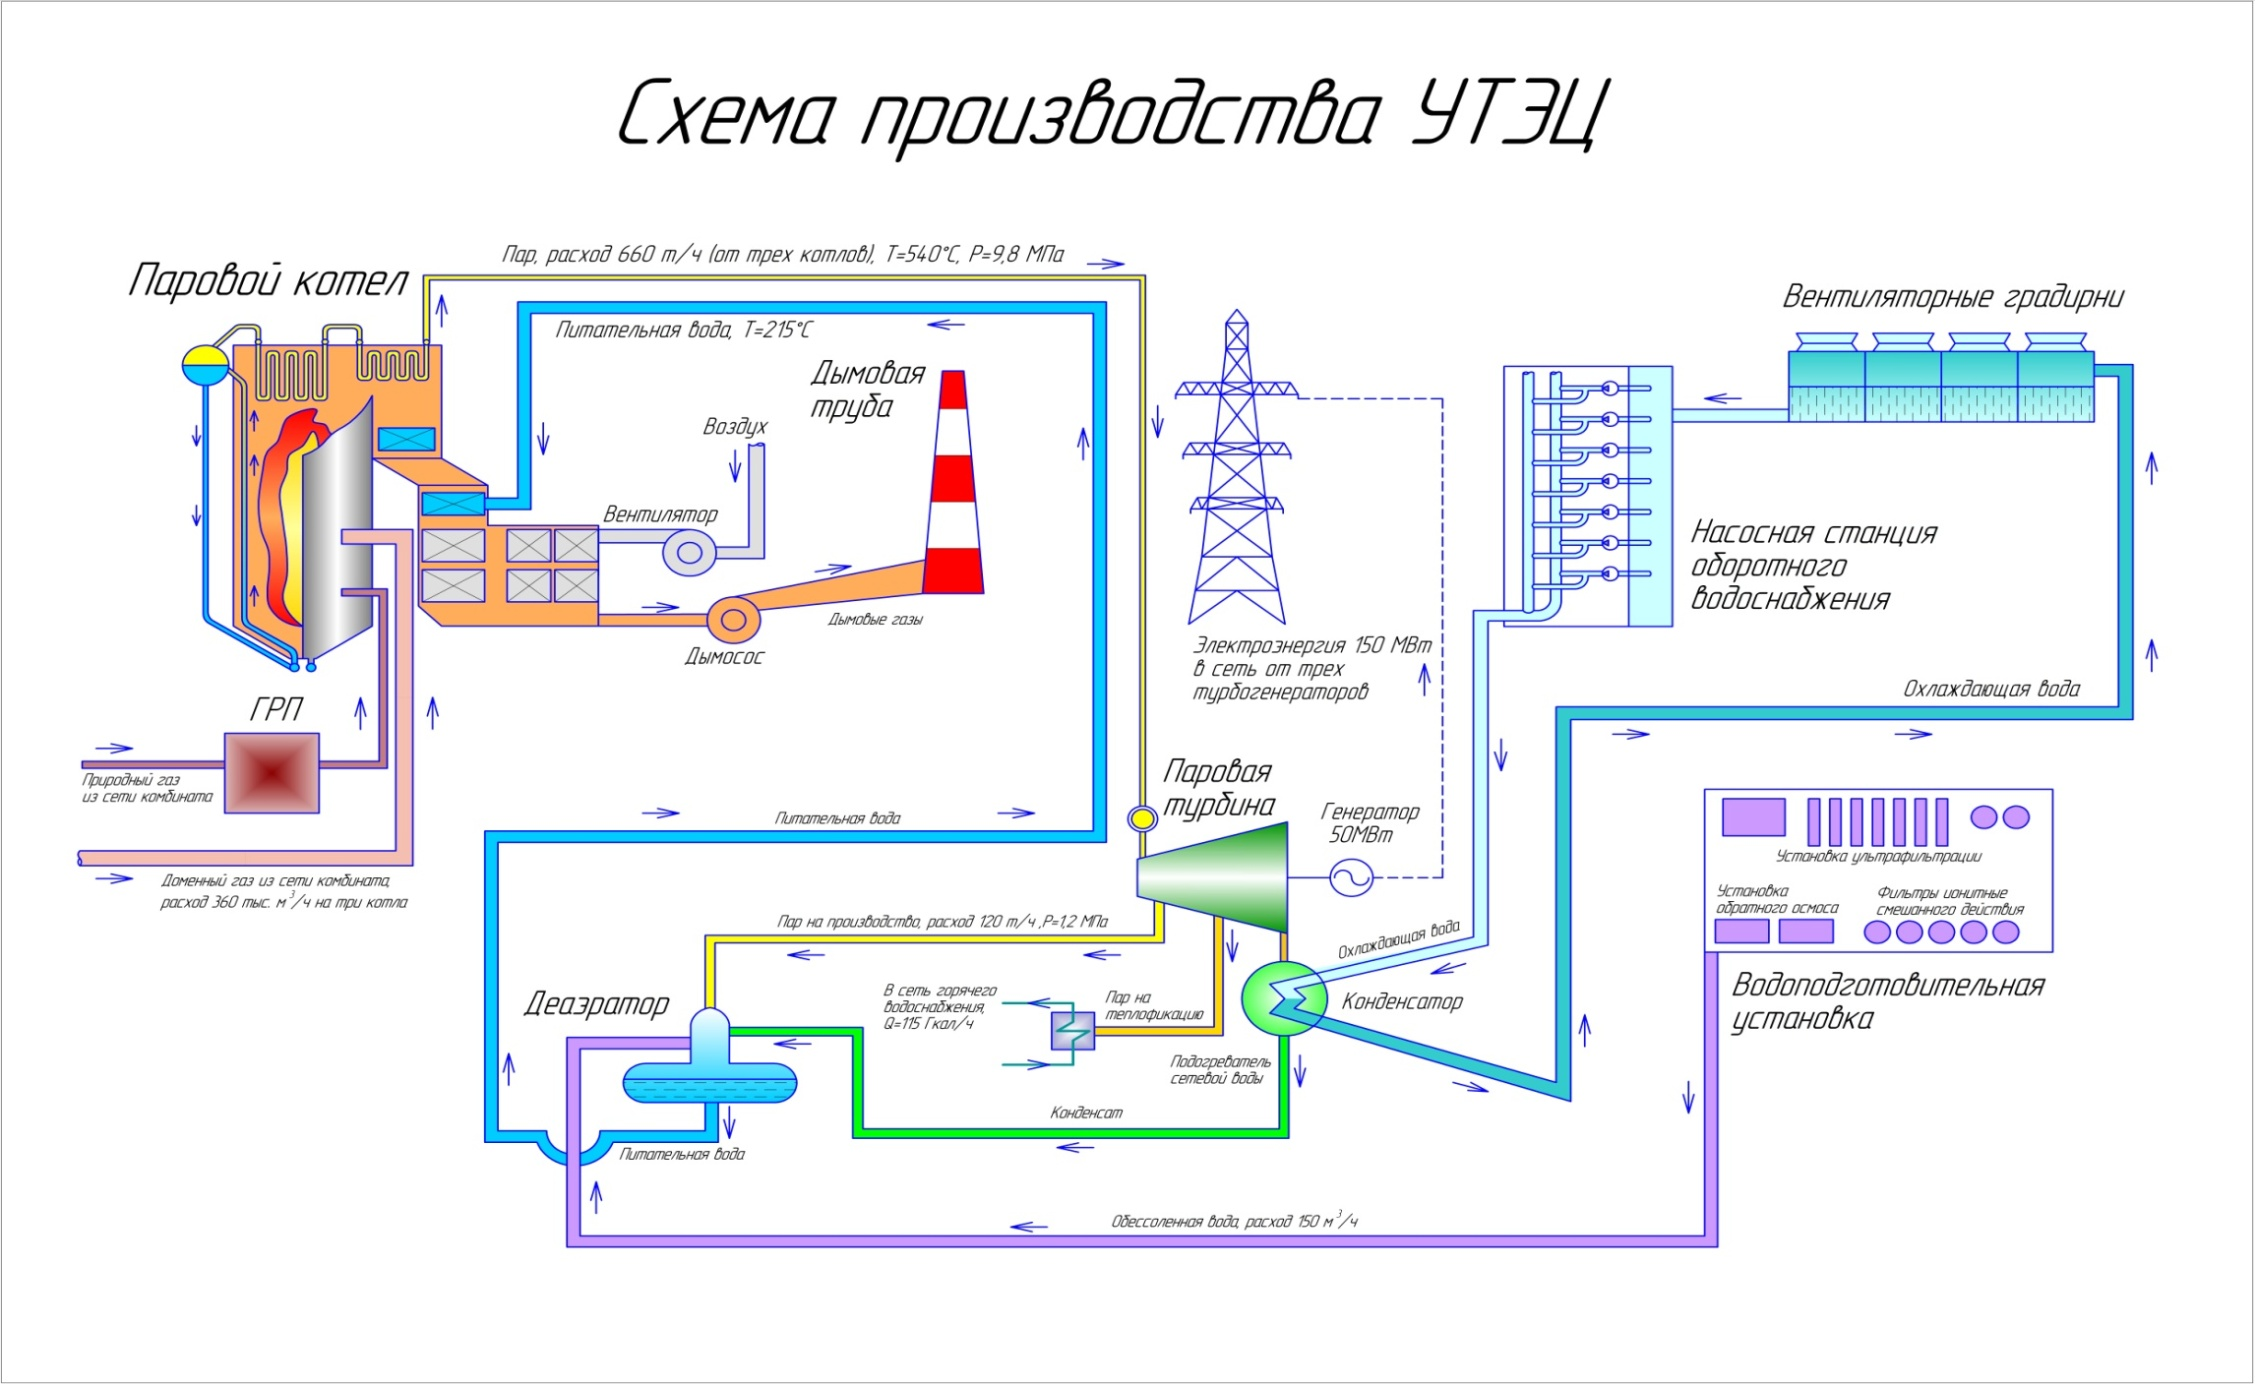 Схема производства УТЭЦ
Пар, расход 660 т/ч (от трех котлов), Т=540°С, Р=9,8 МПа
Паровой котел
Питательная вода, Т=215°С
Вентиляторные градирни
Дымовая
труба
Воздух
Вентилятор
Дымовые газы
Дымосос
Насосная станция
оборотного
водоснабжения
Электроэнергия 150 МВт
в сеть от трех
турбогенераторов
Охлаждающая вода
ГРП
Природный газ
из сети комбината
Питательная вода
Паровая
турбина
Генератор
50МВт
Доменный газ из сети комбината,
расход 360 тыс. м³/ч на три котла
Установка ультрафильтрации
Установка
обратного осмоса
Фильтры ионитные
смешанного действия
Пар на производство, расход 120 т/ч ,Р=1,2 МПа
Охлаждающая вода
Деаэратор
В сеть горячего
водоснабжения,
Q=115 Гкал/ч
Пар на
теплофикацию
Конденсатор
Водоподготовительная
установка
Подогреватель
сетевой воды
Конденсат
Питательная вода
Обессоленная вода, расход 150 м³/ч